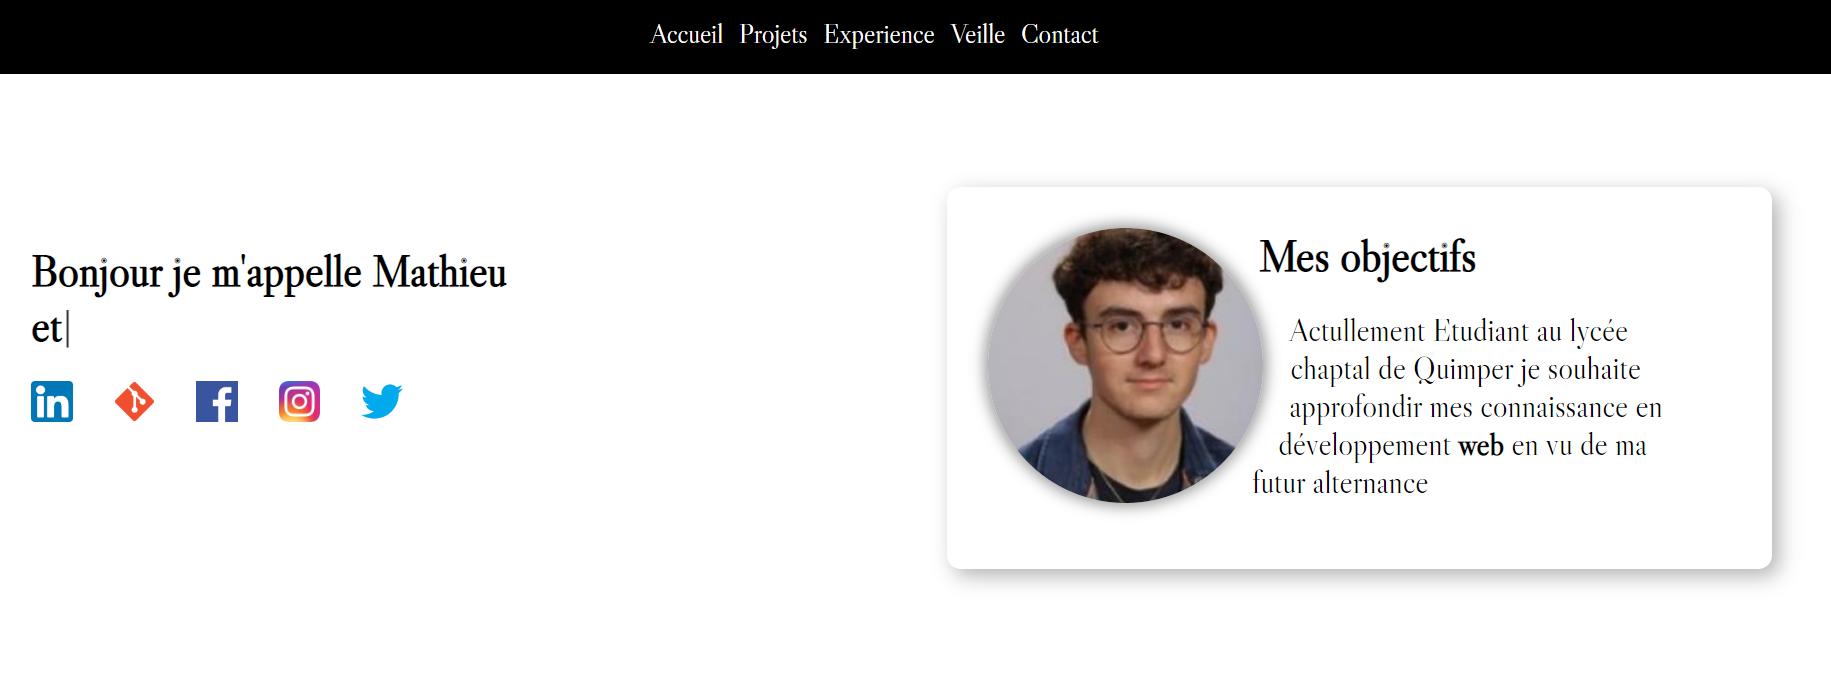 Accueil Projets Experience Veille Contact
Bonjour je m'appelle Mathieu
et|
in
f
Mes objectifs
Actullement Etudiant au lycée
chaptal de Quimper je souhaite
approfondir mes connaissance en
développement web en vu de ma
futur alternance